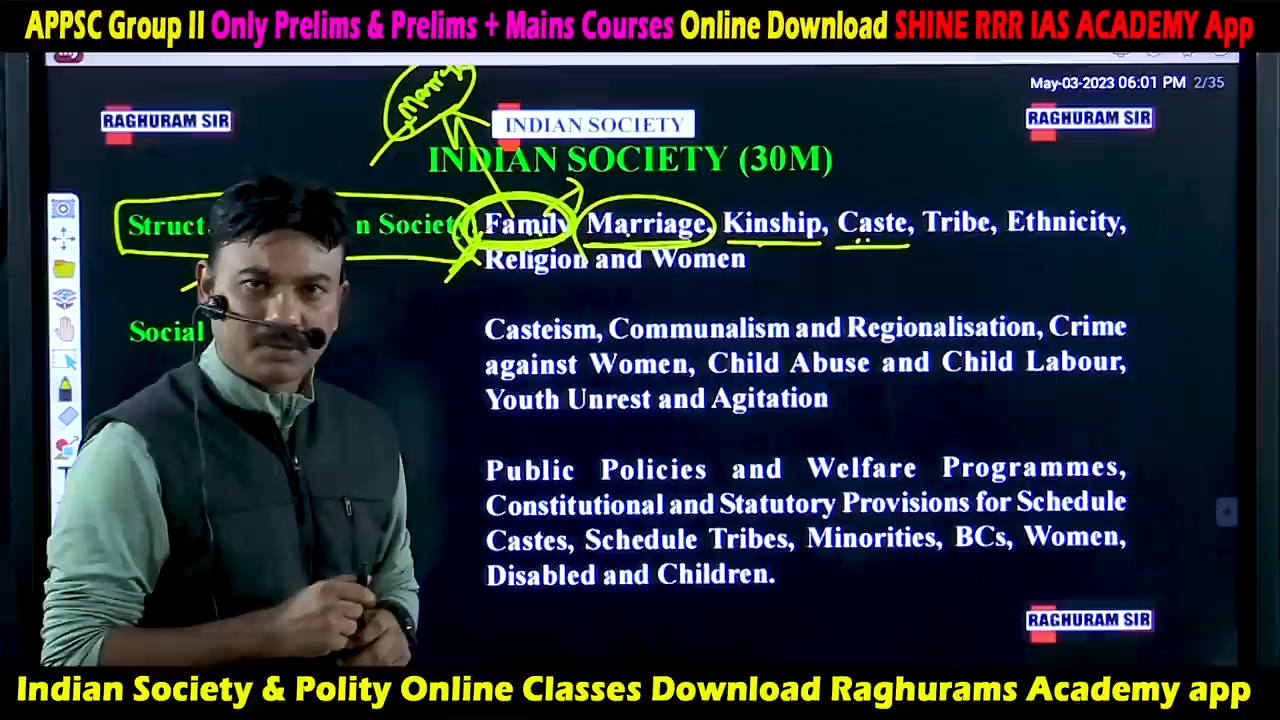 APPSC Group II Only Prelims & Prelims + Mains Courses Online Download SHINE RRR IAS ACADEMY App
May-03-2023 06:01 PM 2/35
RAGHURAM SIR
INDIAN SOCIETY
RAGHURAM SIR
Marry
INDIAN SOCIETY (30M)
Struct n Societ Family, Marriage, Kinship, Caste, Tribe, Ethnicity,
Religion and Women
Social Casteism, Communalism and Regionalisation, Crime
against Women, Child Abuse and Child Labour,
Youth Unrest and Agitation
Public Policies and Welfare Programmes,
Constitutional and Statutory Provisions for Schedule
Castes, Schedule Tribes, Minorities, BCs, Women,
Disabled and Children.
RAGHURAM SIR
Indian Society & Polity Online Classes Download Raghurams Academy app